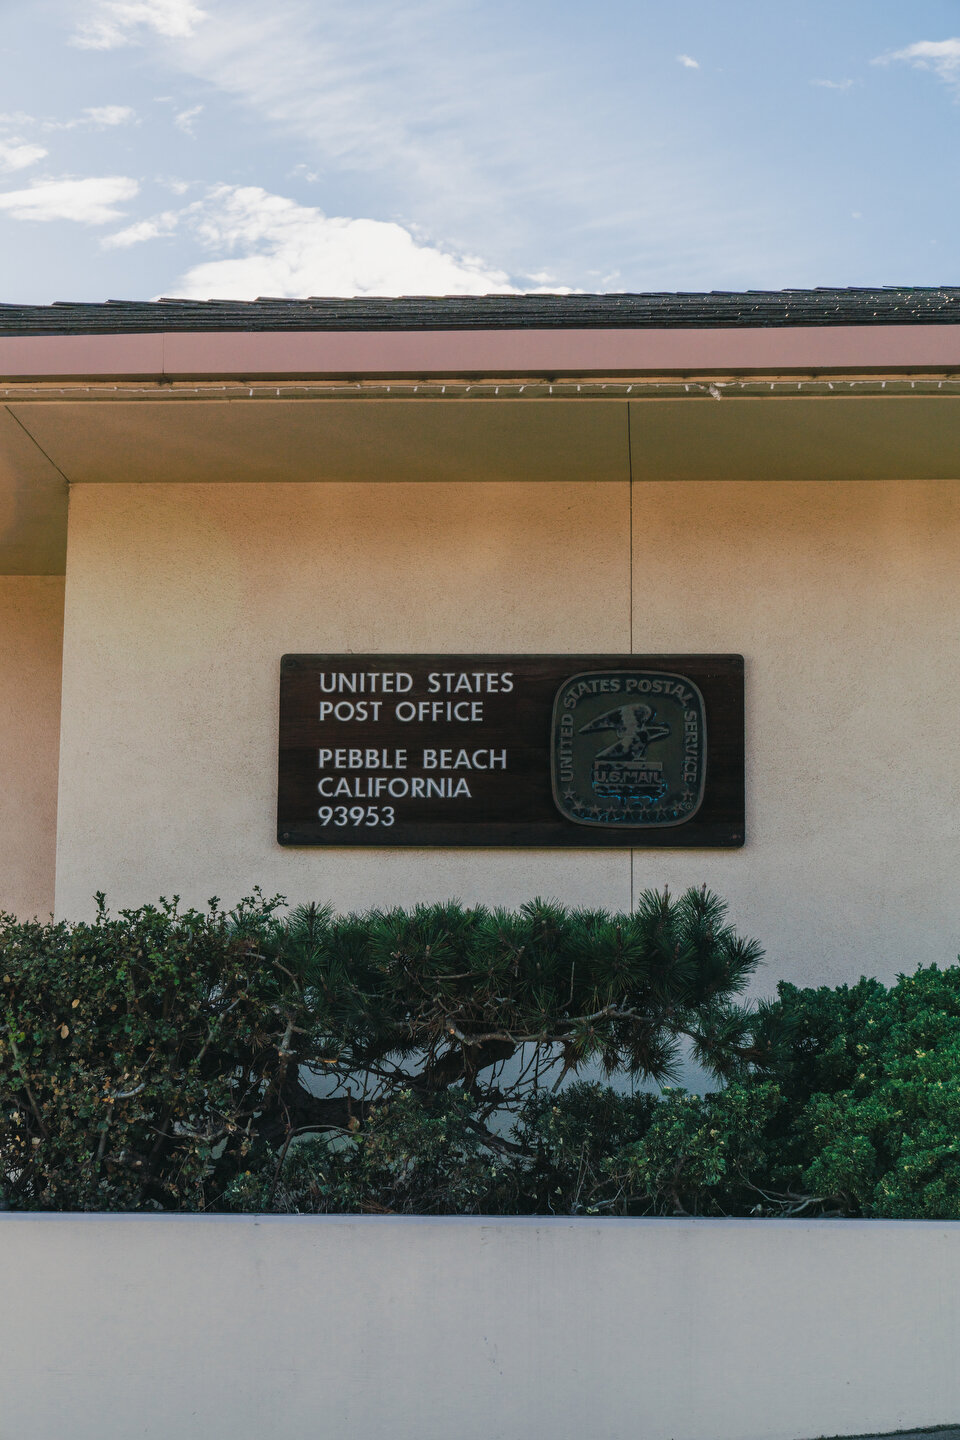 UNITED STATES
POST OFFICE
PEBBLE BEACH
CALIFORNIA
93953
UNITED STATES POSTAL SERVICE
U.S.MAIL